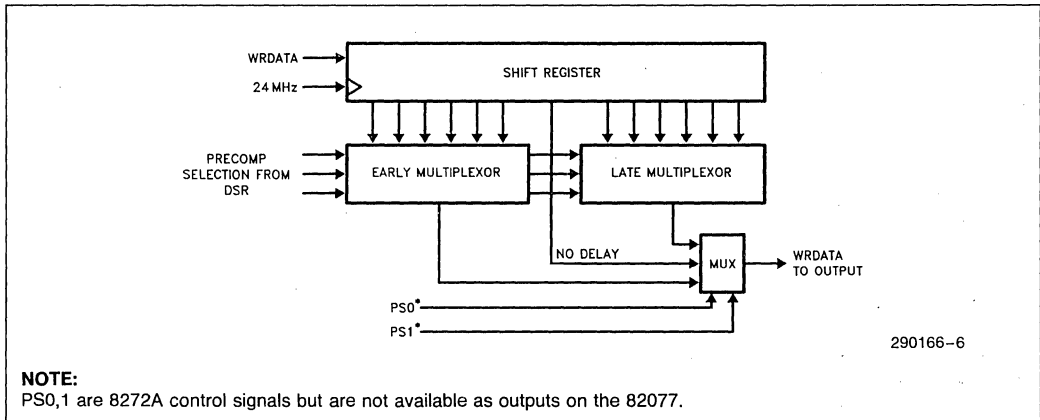 WRDATA
24 MHz
SHIFT REGISTER
PRECOMP
SELECTION FROM
DSR
EARLY MULTIPLEXOR
LATE MULTIPLEXOR
NO DELAY
MUX
WRDATA
TO OUTPUT
PS0*
PS1*
290166-6
NOTE:
PS0,1 are 8272A control signals but are not available as outputs on the 82077.